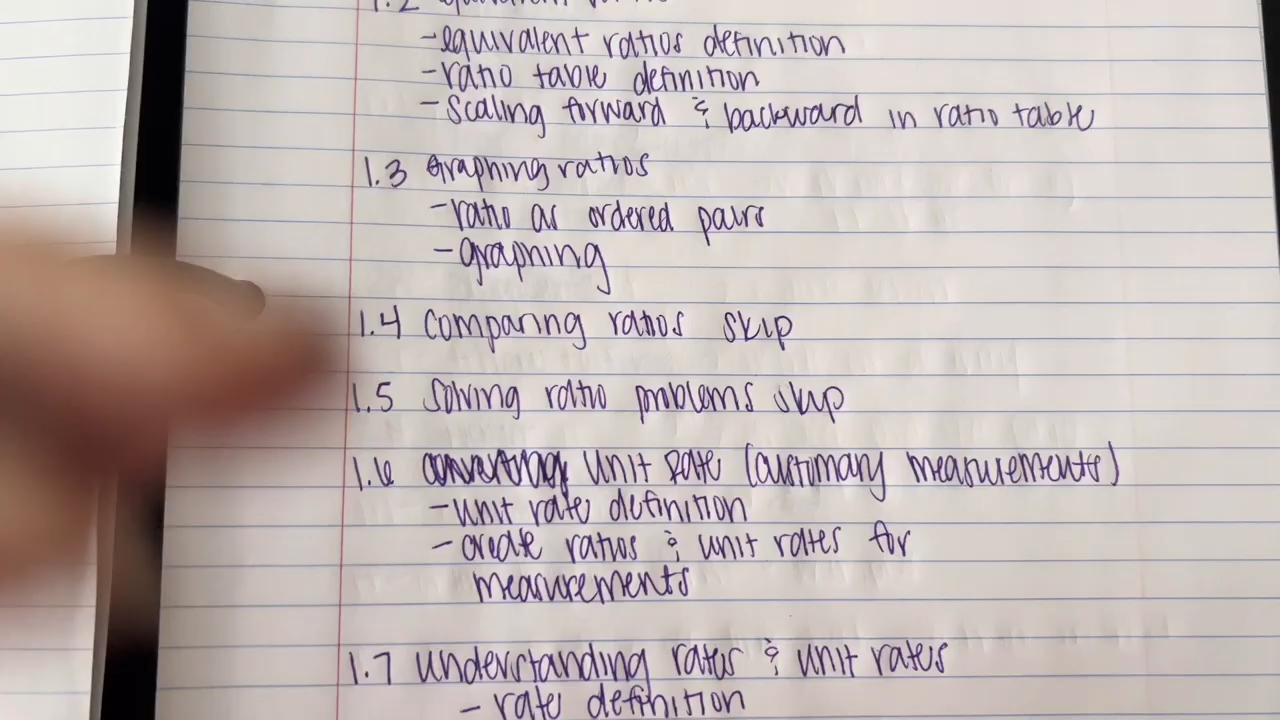 1.2
-equivalent ratios definition
-ratio table definition
-scaling forward & backward in ratio table
1.3 Graphing ratios
-ratio as ordered pairs
-graphing
1.4 Comparing ratios skip
1.5 Solving ratio problems skip
1.6 Unit Rate (customary measurements)
-unit rate definition
-create ratios & unit rates for
measurements
1.7 Understanding rates & unit rates
- rate definition